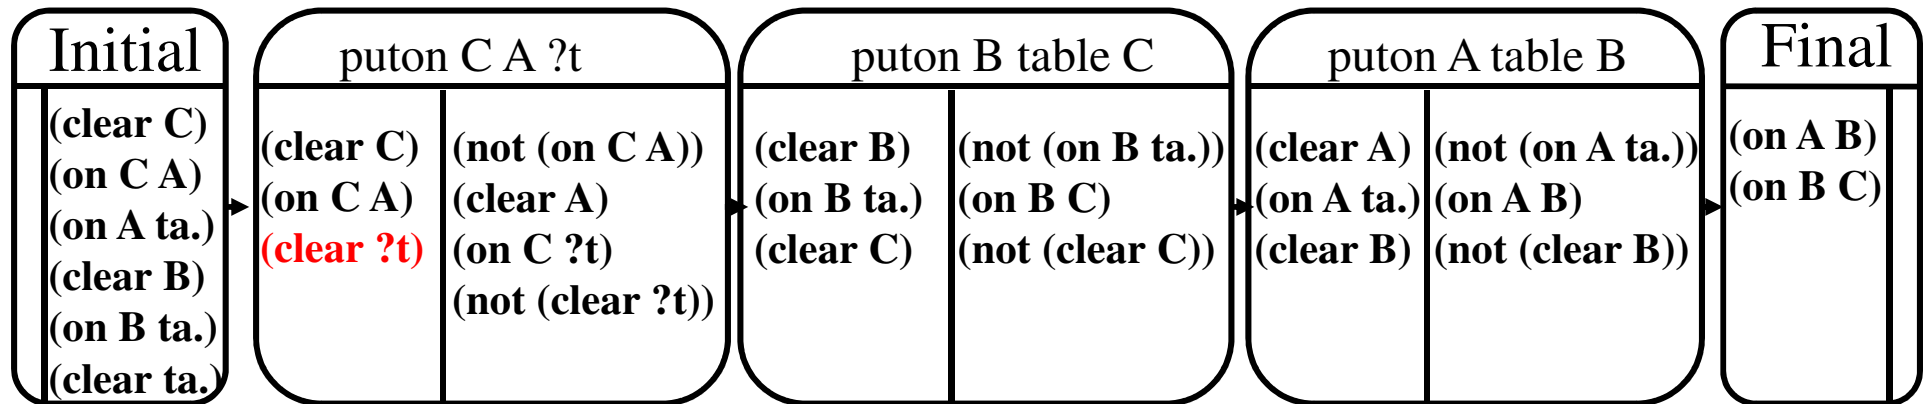 Initial
(clear C)
(on C A)
(on A ta.)
(clear B)
(on B ta.)
(clear ta.)
puton C A ?t
(clear C)
(on C A)
(clear ?t)
(not (on C A))
(clear A)
(on C ?t)
(not (clear ?t))
puton B table C
(clear B)
(on B ta.)
(clear C)
(not (on B ta.))
(on B C)
(not (clear C))
puton A table B
(clear A)
(on A ta.)
(clear B)
(not (on A ta.))
(on A B)
(not (clear B))
Final
(on A B)
(on B C)